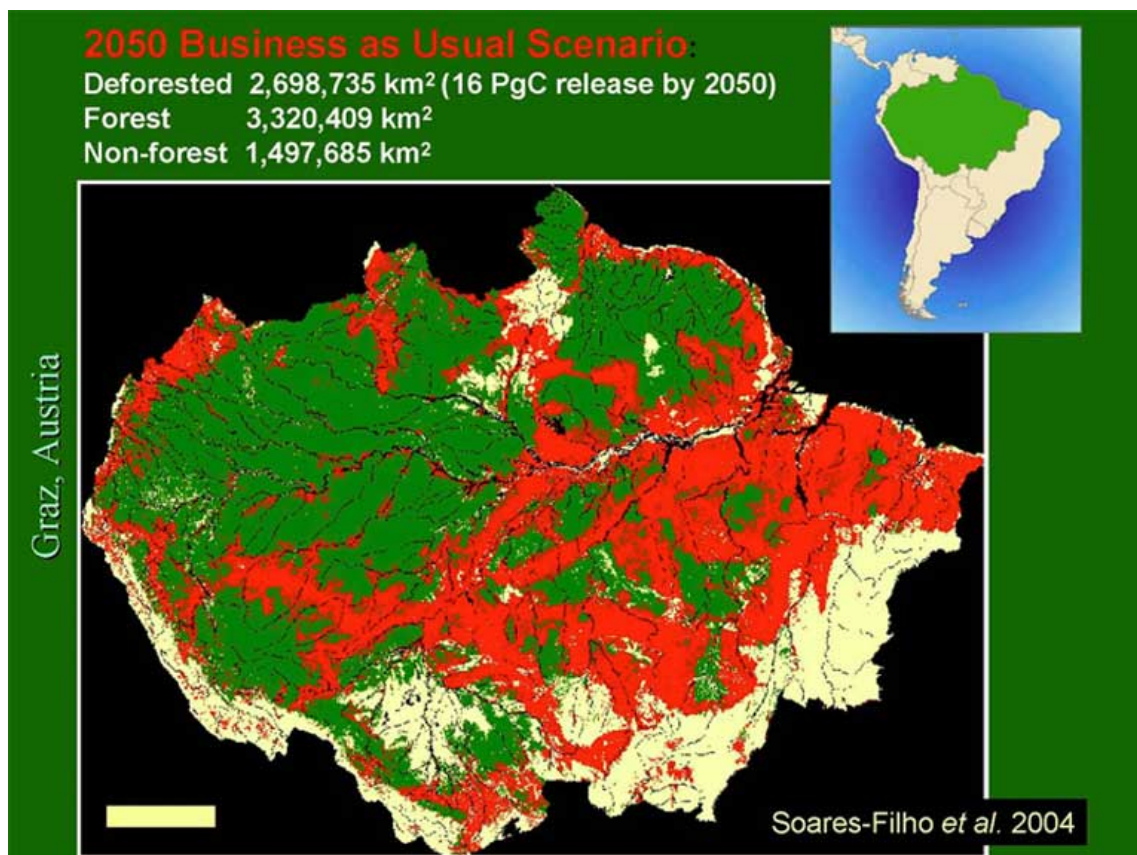 2050 Business as Usual Scenario:
Deforested 2,698,735 km² (16 PgC release by 2050)
Forest 3,320,409 km²
Non-forest 1,497,685 km²
Graz, Austria
Soares-Filho et al. 2004